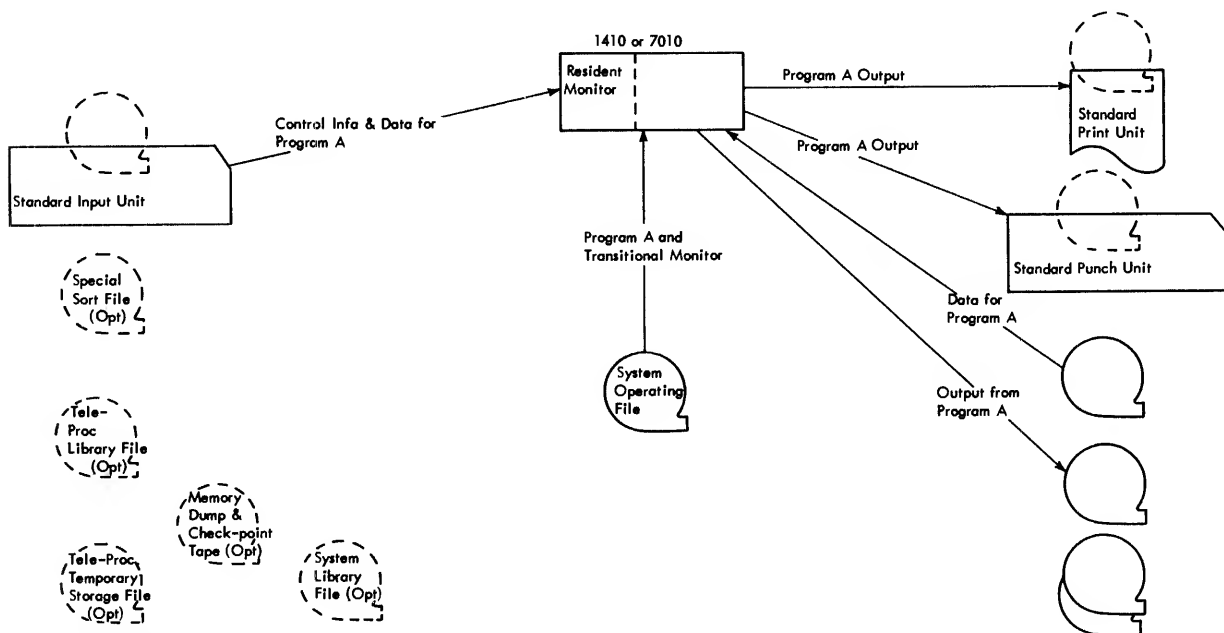 1410 or 7010
Resident
Monitor
Program A Output
Standard
Print Unit
Control Infa & Data for
Program A
Standard Input Unit
Program A Output
Standard Punch Unit
Program A and
Transitional Monitor
Special
Sort File
(Opt)
Data for
Program A
System
Operating
File
Output from
Program A
Tele-
Proc
Library File
(Opt)
Memory
Dump &
Check-point
Tape (Opt)
Tele-Proc
Temporary
Storage File
(Opt)
System
Library
File (Opt)